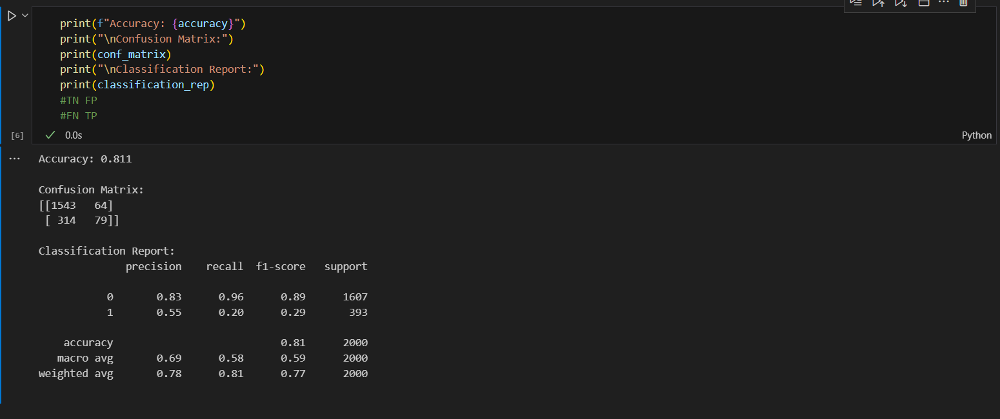 print(f"Accuracy: {accuracy}")
print("\nConfusion Matrix:")
print(conf_matrix)
print("\nClassification Report:")
print(classification_rep)
#TN FP
#FN TP
[6] 0.0s Python
Accuracy: 0.811
Confusion Matrix:
[[1543   64]
 [ 314   79]]
Classification Report:
              precision    recall  f1-score   support
           0       0.83      0.96      0.89      1607
           1       0.55      0.20      0.29       393
    accuracy                           0.81      2000
   macro avg       0.69      0.58      0.59      2000
weighted avg       0.78      0.81      0.77      2000